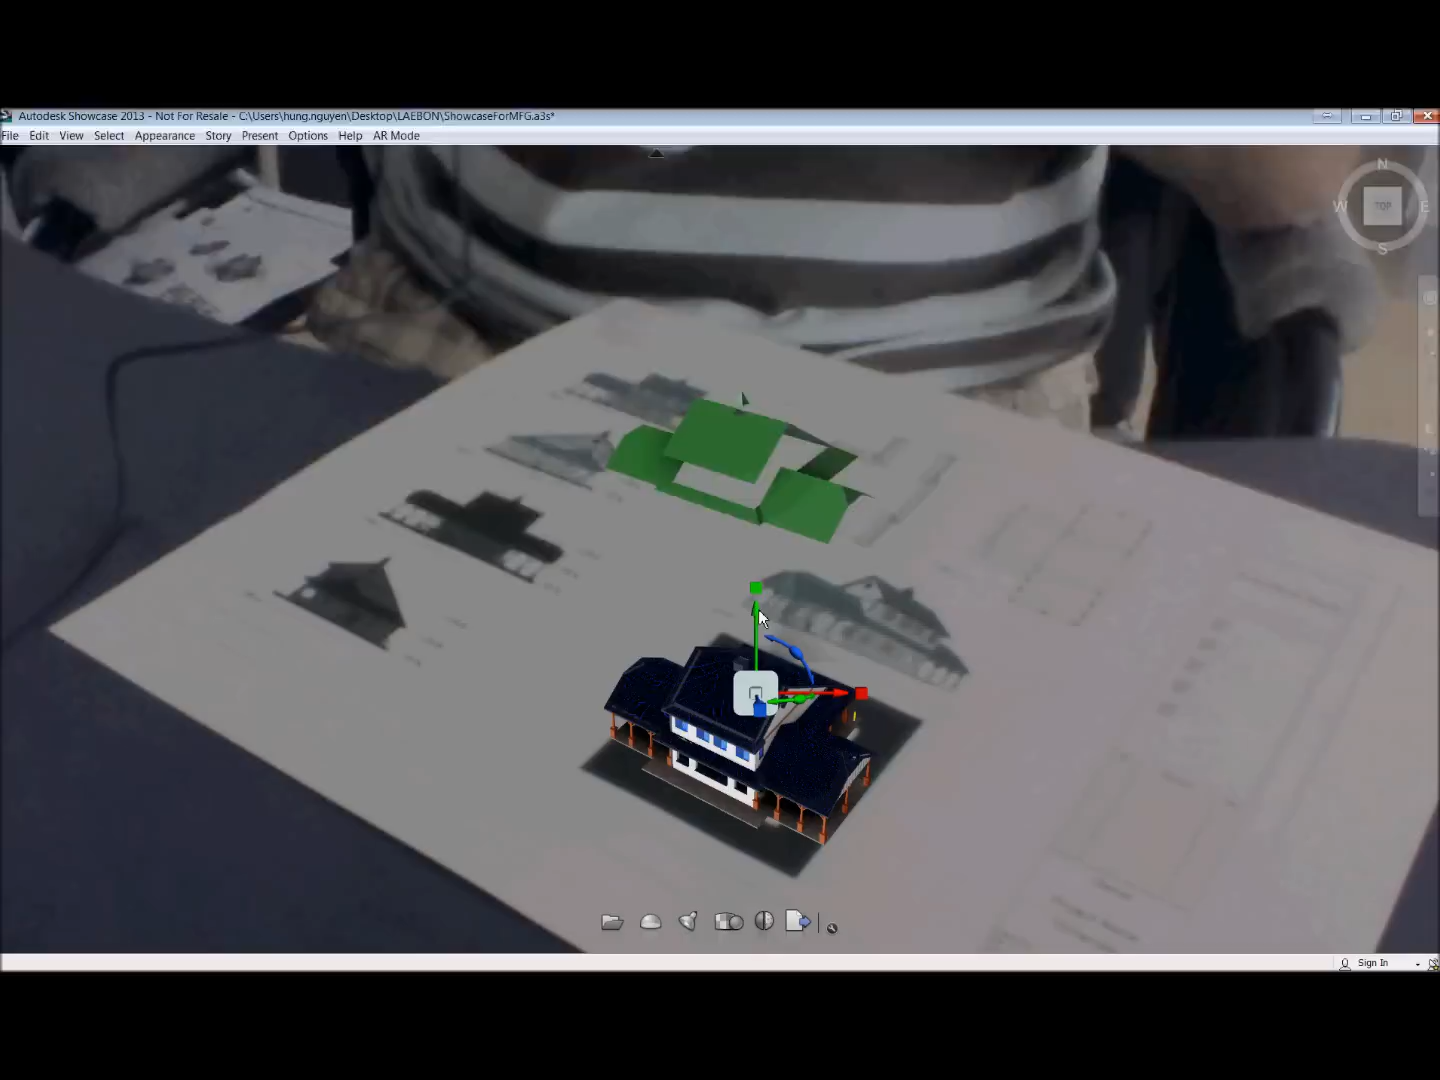 Autodesk Showcase 2013 - Not For Resale - C:\Users\hung.nguyen\Desktop\LAEBON\ShowcaseForMFG.a3s*
File Edit View Select Appearance Story Present Options Help AR Mode
N
W TOP E
S
Sign In